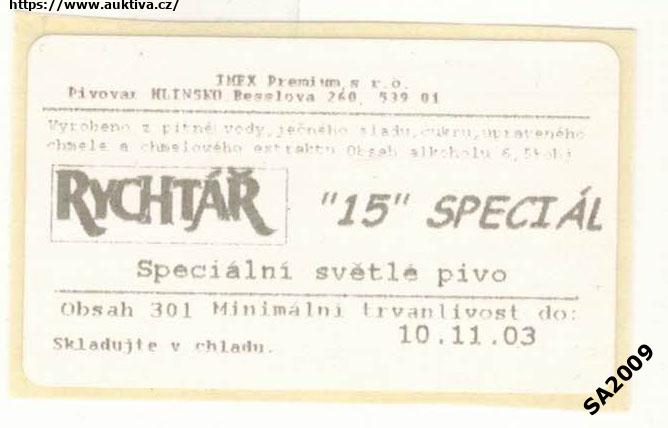 https://www.auktiva.cz/
IMEX Premium, s r.o.
Pivovar HLINSKO Besslova 260, 539 01
Vyrobeno z pitné vody, ječného sladu, cukru, upraveného
chmele a chmelového extraktu Obsah alkoholu 6,5%obj
RYCHTÁŘ
"15" SPECIÁL
Speciální světlé pivo
Obsah 30l Minimální trvanlivost do:
10.11.03
Skladujte v chladu.
SA2009